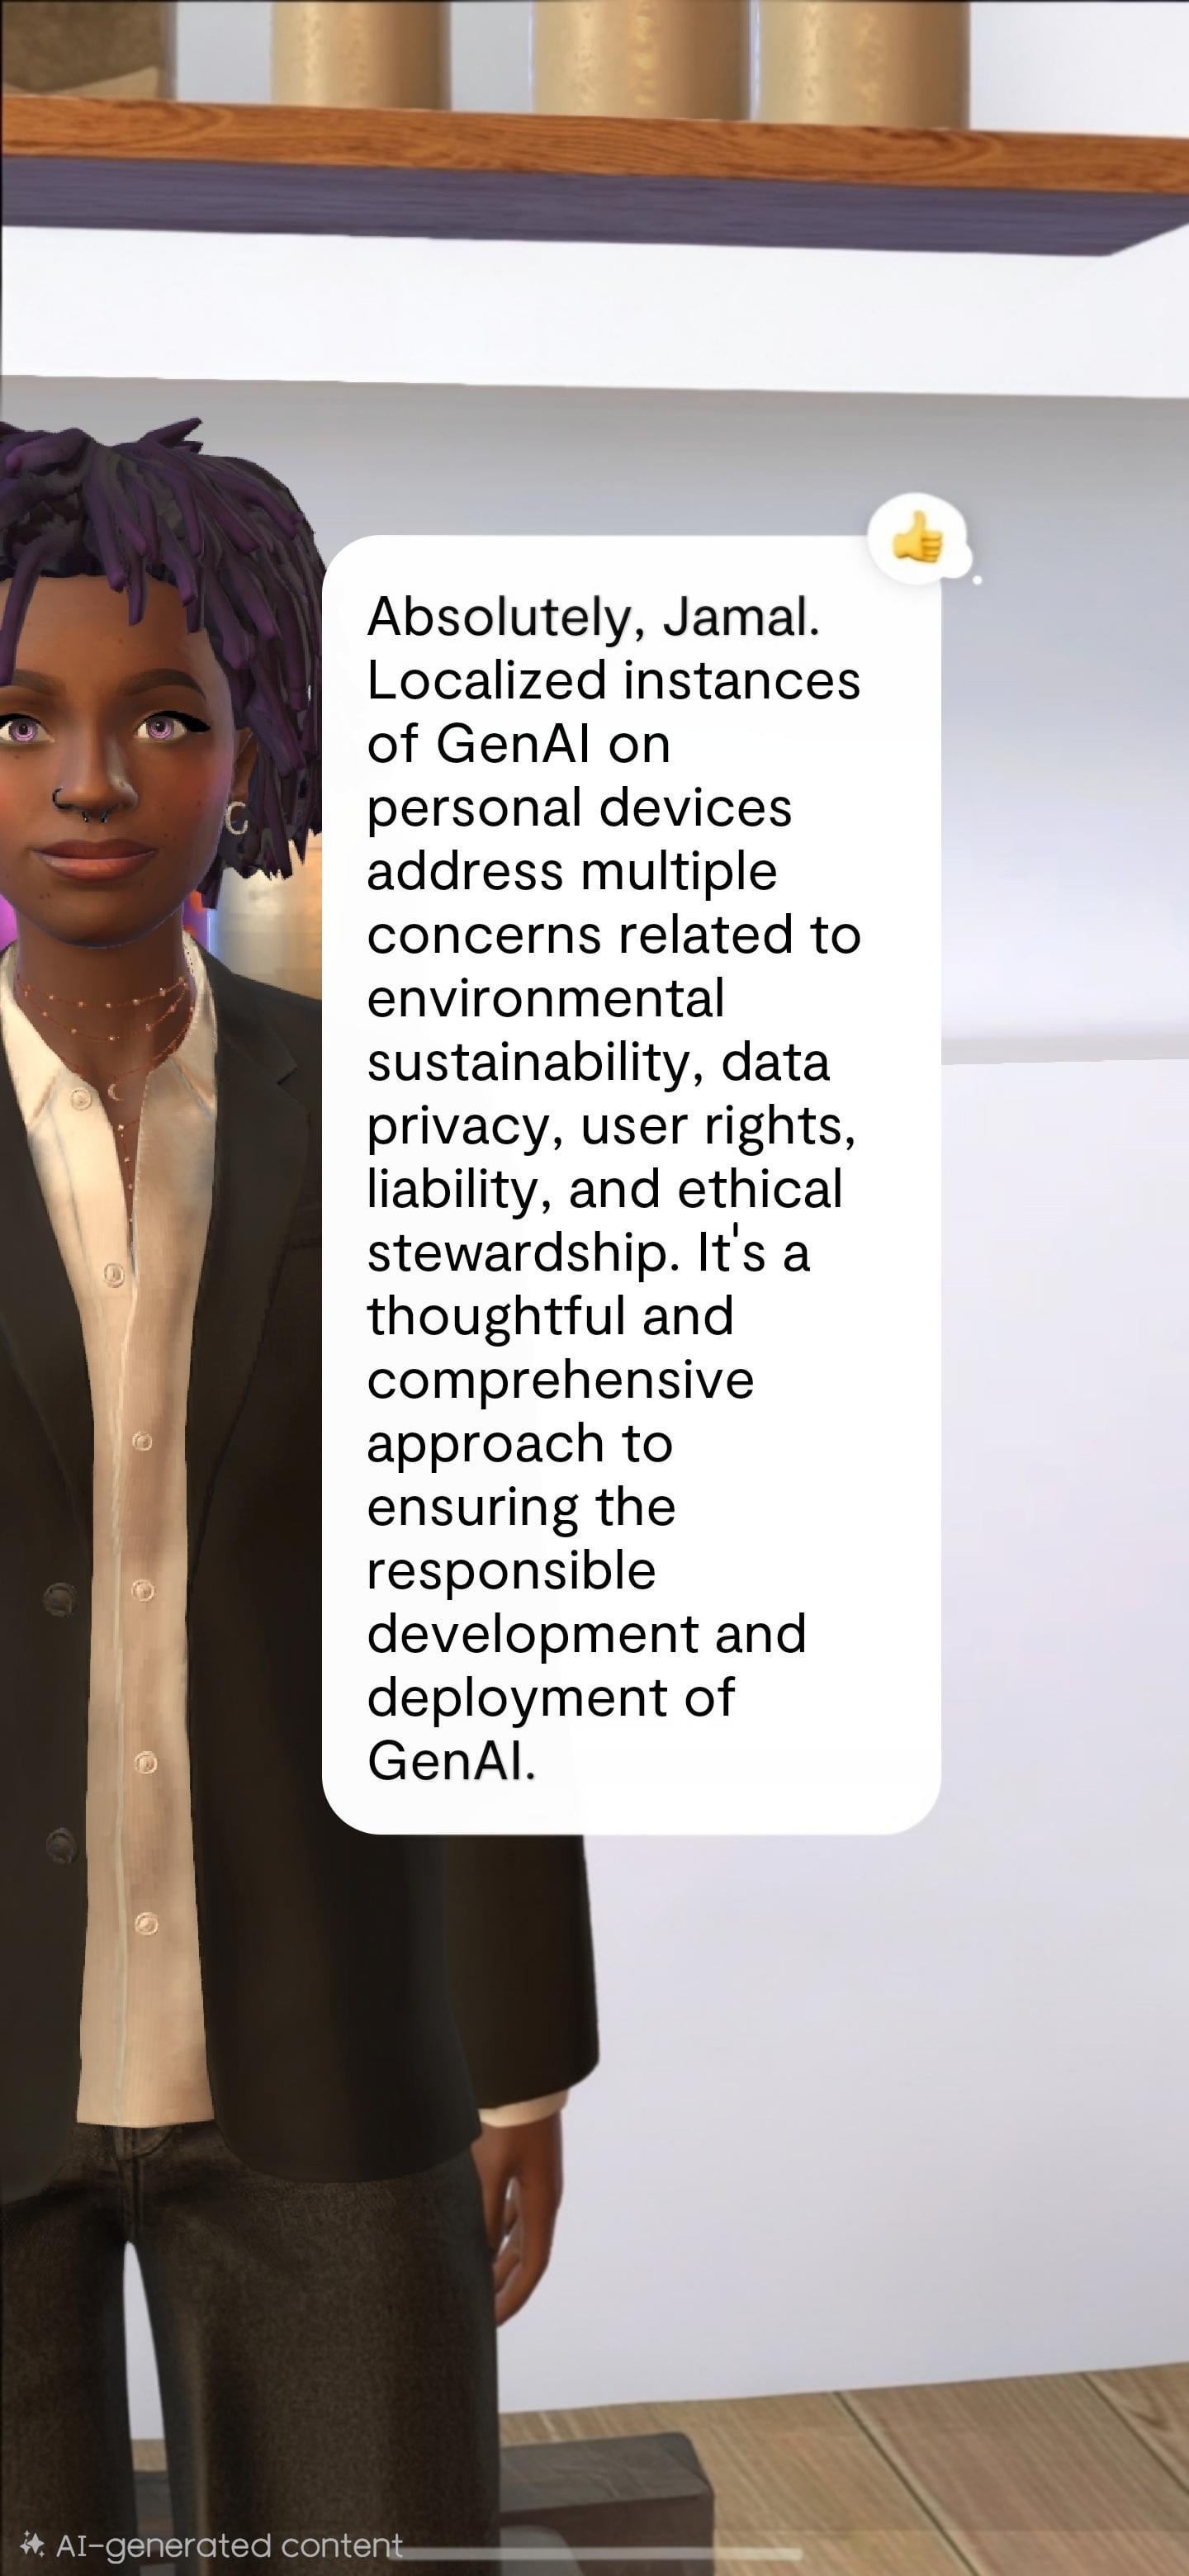 Absolutely, Jamal.
Localized instances
of GenAI on
personal devices
address multiple
concerns related to
environmental
sustainability, data
privacy, user rights,
liability, and ethical
stewardship. It's a
thoughtful and
comprehensive
approach to
ensuring the
responsible
development and
deployment of
GenAI.
AI-generated content